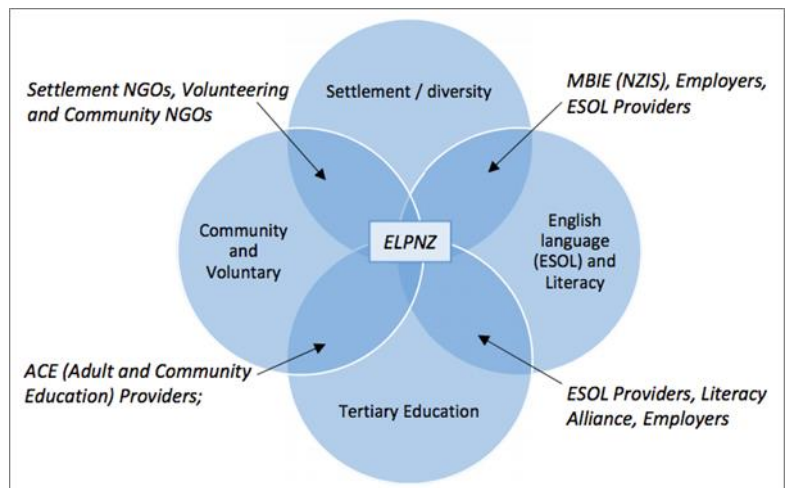 Settlement NGOs, Volunteering
and Community NGOs
Settlement / diversity
MBIE (NZIS), Employers,
ESOL Providers
Community
and
Voluntary
ELPNZ
English
language
(ESOL) and
Literacy
ACE (Adult and Community
Education) Providers;
Tertiary Education
ESOL Providers, Literacy
Alliance, Employers